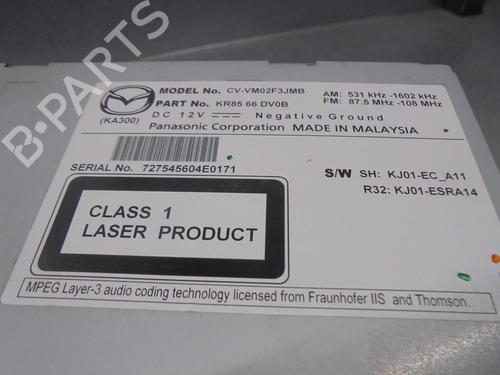 MODEL No. CV-VM02F3JMB
AM: 531 kHz -1602 kHz
PART No. KR85 66 DV0B
FM: 87.5 MHz -108 MHz
(KA300)
DC 12V Negative Ground
Panasonic Corporation MADE IN MALAYSIA
SERIAL No. 727545604E0171
S/W SH: KJ01-EC_A11
R32: KJ01-ESRA14
CLASS 1
LASER PRODUCT
MPEG Layer-3 audio coding technology licensed from Fraunhofer IIS and Thomson.
B-PARTS